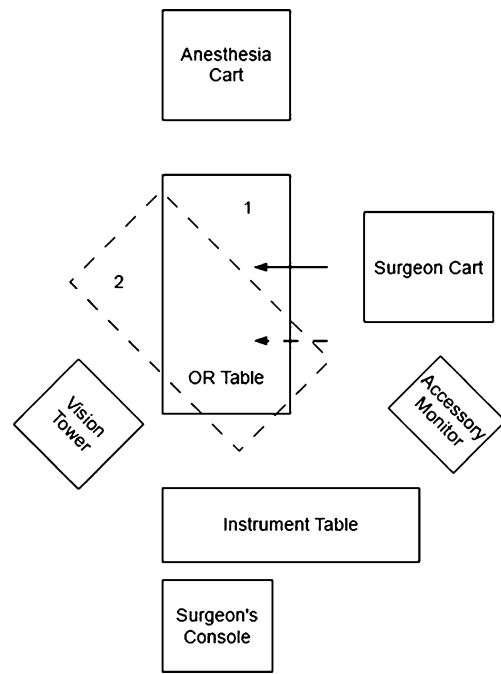 Anesthesia
Cart
1
Surgeon Cart
2
OR Table
Vision
Tower
Accessory
Monitor
Instrument Table
Surgeon's
Console